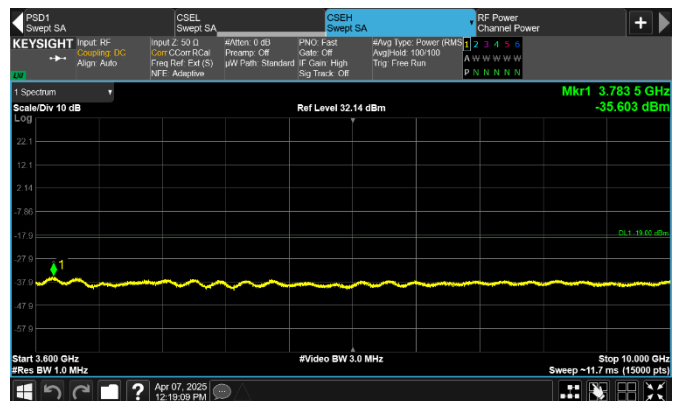 PSD1 CSEL CSEH RF Power
Swept SA Swept SA Swept SA Channel Power +
KEYSIGHT Input: RF Input Z: 50 Ω #Atten: 0 dB PNO: Fast #Avg Type: Power (RMS) 1 2 3 4 5 6
Coupling: DC Corr CCorr RCal Preamp: Off Gate: Off Avg|Hold: 100/100 A W W W W W
Align: Auto Freq Ref: Ext (S) µW Path: Standard IF Gain: High Trig: Free Run
NFE: Adaptive Sig Track: Off P N N N N N
LXI
1 Spectrum Mkr1 3.783 5 GHz
Scale/Div 10 dB Ref Level 32.14 dBm -35.603 dBm
Log
22.1
12.1
2.14
-7.86
-17.9 DL1 -19.00 dBm
-27.9
1
-37.9
-47.9
-57.9
Start 3.600 GHz #Video BW 3.0 MHz Stop 10.000 GHz
#Res BW 1.0 MHz Sweep ~11.7 ms (15000 pts)
? Apr 07, 2025
12:19:09 PM